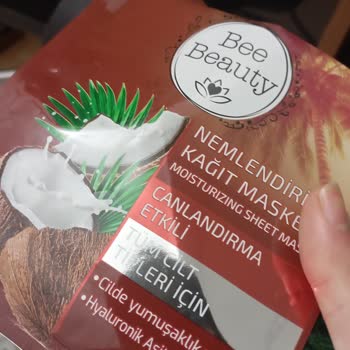 Bee
Beauty
NEMLENDİRİ
KAĞIT MASKE
MOISTURIZING SHEET MAS
CANLANDIRMA
ETKİLİ
TÜM CİLT
TİPLERİ İÇİN
• Cilde yumuşaklık
• Hyaluronik Asi